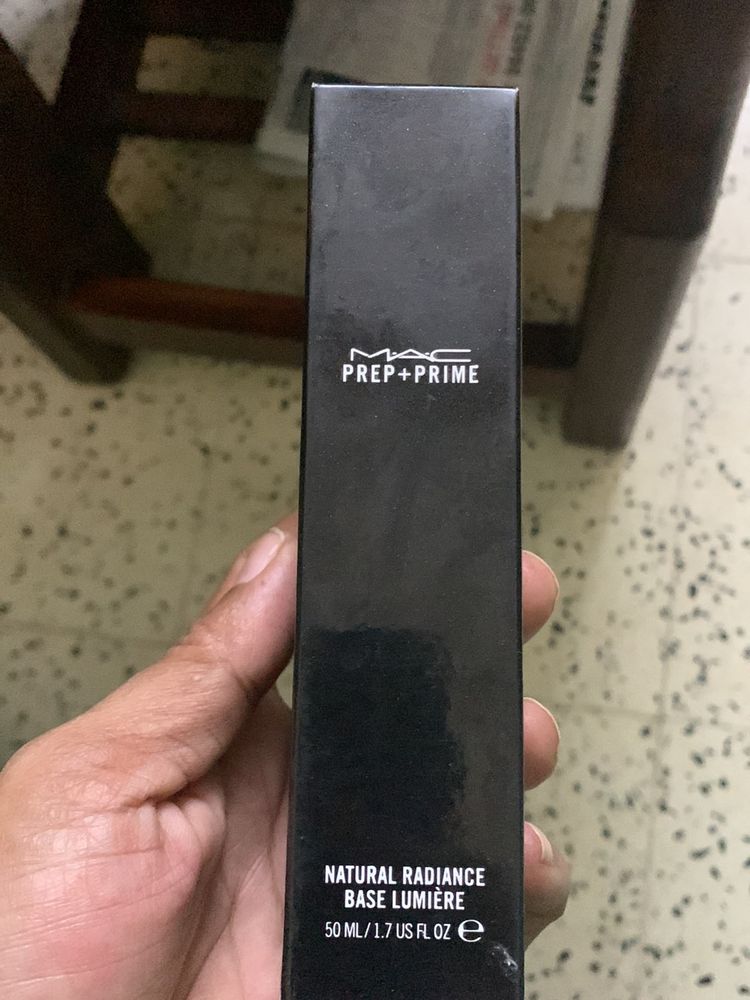 M·A·C
PREP+PRIME
NATURAL RADIANCE
BASE LUMIÈRE
50 ML / 1.7 US FL OZ ℮